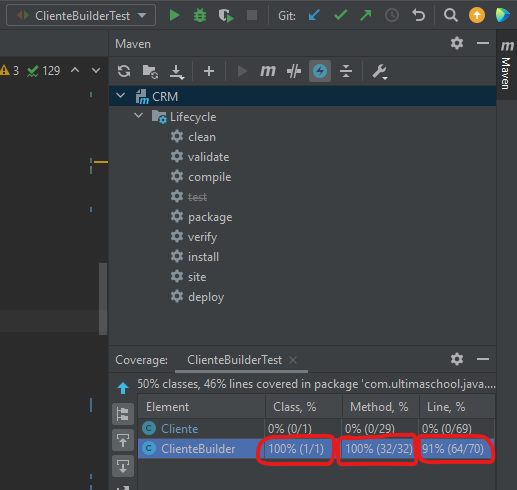 ClienteBuilderTest Git:
3 129
Maven
m
Maven
CRM
Lifecycle
clean
validate
compile
test
package
verify
install
site
deploy
Coverage: ClienteBuilderTest
50% classes, 46% lines covered in package 'com.ultimaschool.java....
Element Class, % Method, % Line, %
Cliente 0% (0/1) 0% (0/29) 0% (0/69)
ClienteBuilder 100% (1/1) 100% (32/32) 91% (64/70)